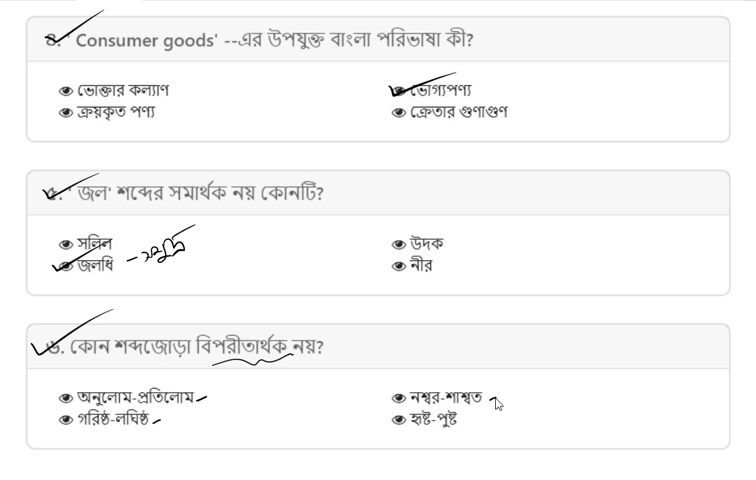 ৪. ' Consumer goods' --এর উপযুক্ত বাংলা পরিভাষা কী?
ভোক্তার কল্যাণ
ভোগ্যপণ্য
ক্রয়কৃত পণ্য
ক্রেতার গুণাগুণ
৫. ' জল' শব্দের সমার্থক নয় কোনটি?
সলিল
উদক
জলধি - সমুদ্র
নীর
৬. কোন শব্দজোড়া বিপরীতার্থক নয়?
অনুলোম-প্রতিলোম
নশ্বর-শাশ্বত
গরিষ্ঠ-লঘিষ্ঠ
হৃষ্ট-পুষ্ট